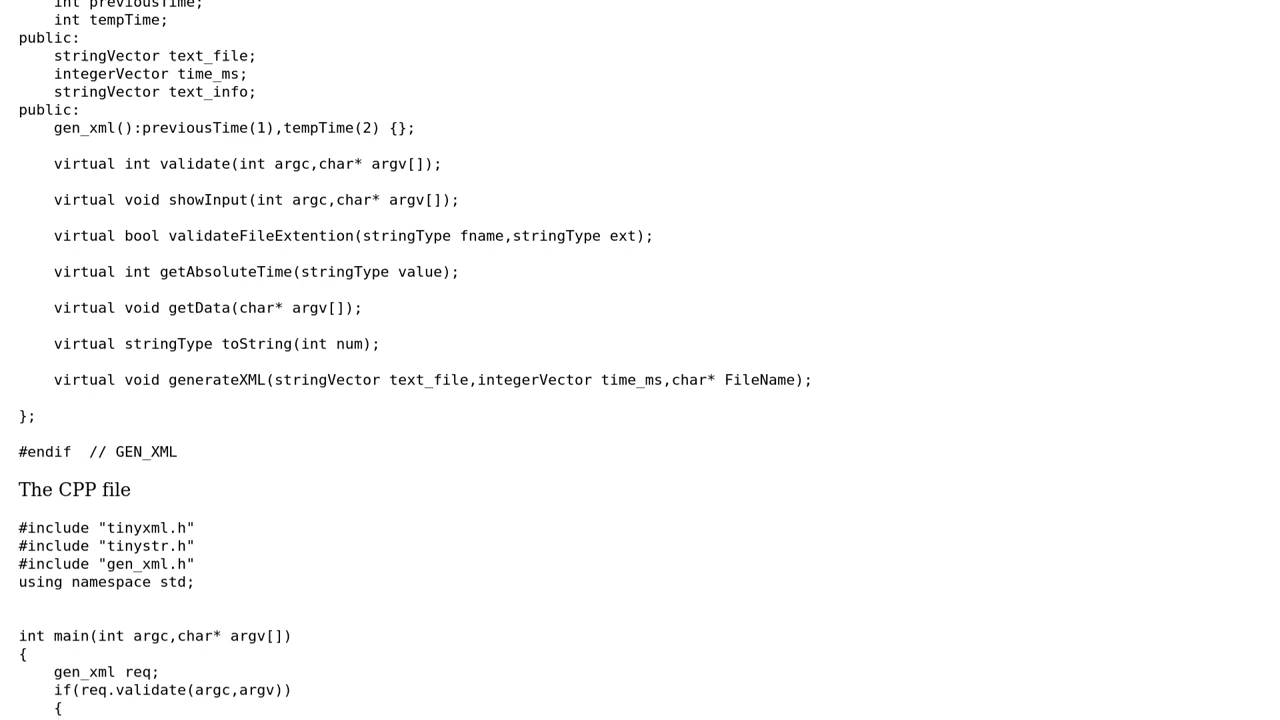 int previousTime;
int tempTime;
public:
stringVector text_file;
integerVector time_ms;
stringVector text_info;
public:
gen_xml():previousTime(1),tempTime(2) {};
virtual int validate(int argc,char* argv[]);
virtual void showInput(int argc,char* argv[]);
virtual bool validateFileExtention(stringType fname,stringType ext);
virtual int getAbsoluteTime(stringType value);
virtual void getData(char* argv[]);
virtual stringType toString(int num);
virtual void generateXML(stringVector text_file,integerVector time_ms,char* FileName);
};
#endif  // GEN_XML
The CPP file
#include "tinyxml.h"
#include "tinystr.h"
#include "gen_xml.h"
using namespace std;
int main(int argc,char* argv[])
{
gen_xml req;
if(req.validate(argc,argv))
{